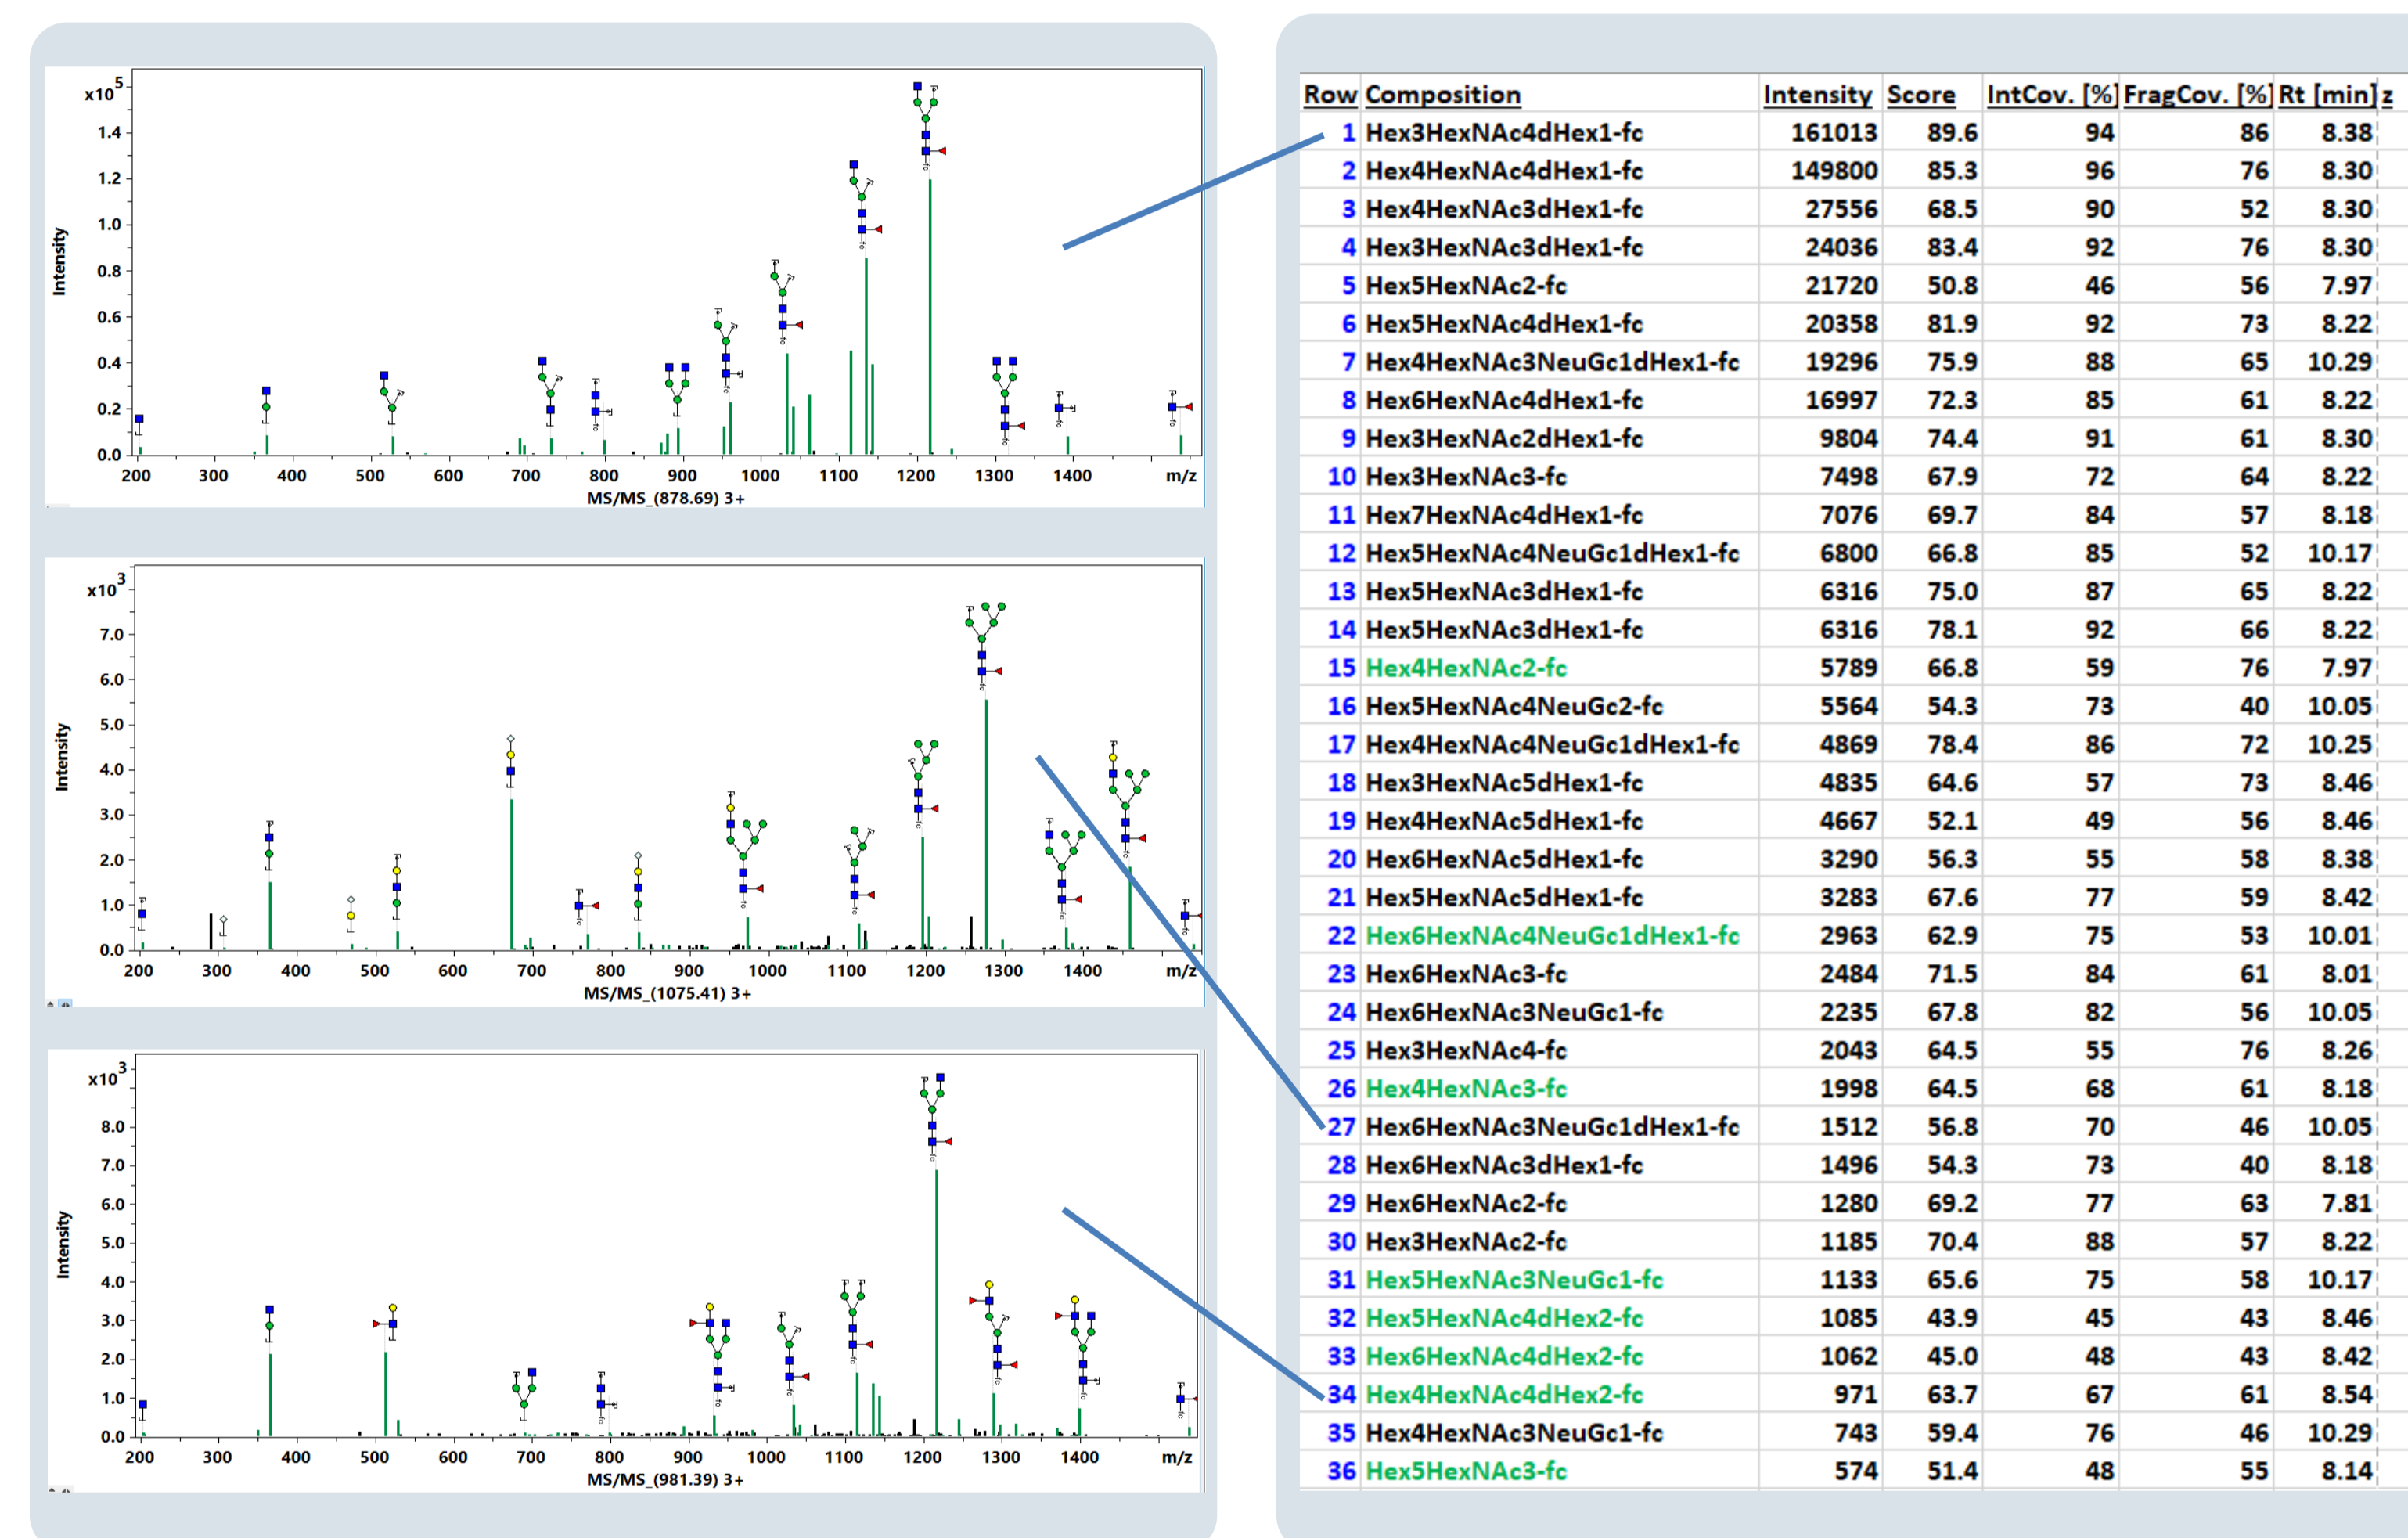 x10 5
1.4
1.2
1.0
0.8
0.6
0.4
0.2
0.0
Intensity
200 300 400 500 600 700 800 900 1000 1100 1200 1300 1400 m/z
MS/MS_(878.69) 3+
x10 3
7.0
6.0
5.0
4.0
3.0
2.0
1.0
0.0
Intensity
200 300 400 500 600 700 800 900 1000 1100 1200 1300 1400 m/z
MS/MS_(1075.41) 3+
x10 3
8.0
7.0
6.0
5.0
4.0
3.0
2.0
1.0
0.0
Intensity
200 300 400 500 600 700 800 900 1000 1100 1200 1300 1400 m/z
MS/MS_(981.39) 3+
Row Composition Intensity Score IntCov. [%] FragCov. [%] Rt [min] z
1 Hex3HexNAc4dHex1-fc 161013 89.6 94 86 8.38
2 Hex4HexNAc4dHex1-fc 149800 85.3 96 76 8.30
3 Hex4HexNAc3dHex1-fc 27556 68.5 90 52 8.30
4 Hex3HexNAc3dHex1-fc 24036 83.4 92 76 8.30
5 Hex5HexNAc2-fc 21720 50.8 46 56 7.97
6 Hex5HexNAc4dHex1-fc 20358 81.9 92 73 8.22
7 Hex4HexNAc3NeuGc1dHex1-fc 19296 75.9 88 65 10.29
8 Hex6HexNAc4dHex1-fc 16997 72.3 85 61 8.22
9 Hex3HexNAc2dHex1-fc 9804 74.4 91 61 8.30
10 Hex3HexNAc3-fc 7498 67.9 72 64 8.22
11 Hex7HexNAc4dHex1-fc 7076 69.7 84 57 8.18
12 Hex5HexNAc4NeuGc1dHex1-fc 6800 66.8 85 52 10.17
13 Hex5HexNAc3dHex1-fc 6316 75.0 87 65 8.22
14 Hex5HexNAc3dHex1-fc 6316 78.1 92 66 8.22
15 Hex4HexNAc2-fc 5789 66.8 59 76 7.97
16 Hex5HexNAc4NeuGc2-fc 5564 54.3 73 40 10.05
17 Hex4HexNAc4NeuGc1dHex1-fc 4869 78.4 86 72 10.25
18 Hex3HexNAc5dHex1-fc 4835 64.6 57 73 8.46
19 Hex4HexNAc5dHex1-fc 4667 52.1 49 56 8.46
20 Hex6HexNAc5dHex1-fc 3290 56.3 55 58 8.38
21 Hex5HexNAc5dHex1-fc 3283 67.6 77 59 8.42
22 Hex6HexNAc4NeuGc1dHex1-fc 2963 62.9 75 53 10.01
23 Hex6HexNAc3-fc 2484 71.5 84 61 8.01
24 Hex6HexNAc3NeuGc1-fc 2235 67.8 82 56 10.05
25 Hex3HexNAc4-fc 2043 64.5 55 76 8.26
26 Hex4HexNAc3-fc 1998 64.5 68 61 8.18
27 Hex6HexNAc3NeuGc1dHex1-fc 1512 56.8 70 46 10.05
28 Hex6HexNAc3dHex1-fc 1496 54.3 73 40 8.18
29 Hex6HexNAc2-fc 1280 69.2 77 63 7.81
30 Hex3HexNAc2-fc 1185 70.4 88 57 8.22
31 Hex5HexNAc3NeuGc1-fc 1133 65.6 75 58 10.17
32 Hex5HexNAc4dHex2-fc 1085 43.9 45 43 8.46
33 Hex6HexNAc4dHex2-fc 1062 45.0 48 43 8.42
34 Hex4HexNAc4dHex2-fc 971 63.7 67 61 8.54
35 Hex4HexNAc3NeuGc1-fc 743 59.4 76 46 10.29
36 Hex5HexNAc3-fc 574 51.4 48 55 8.14